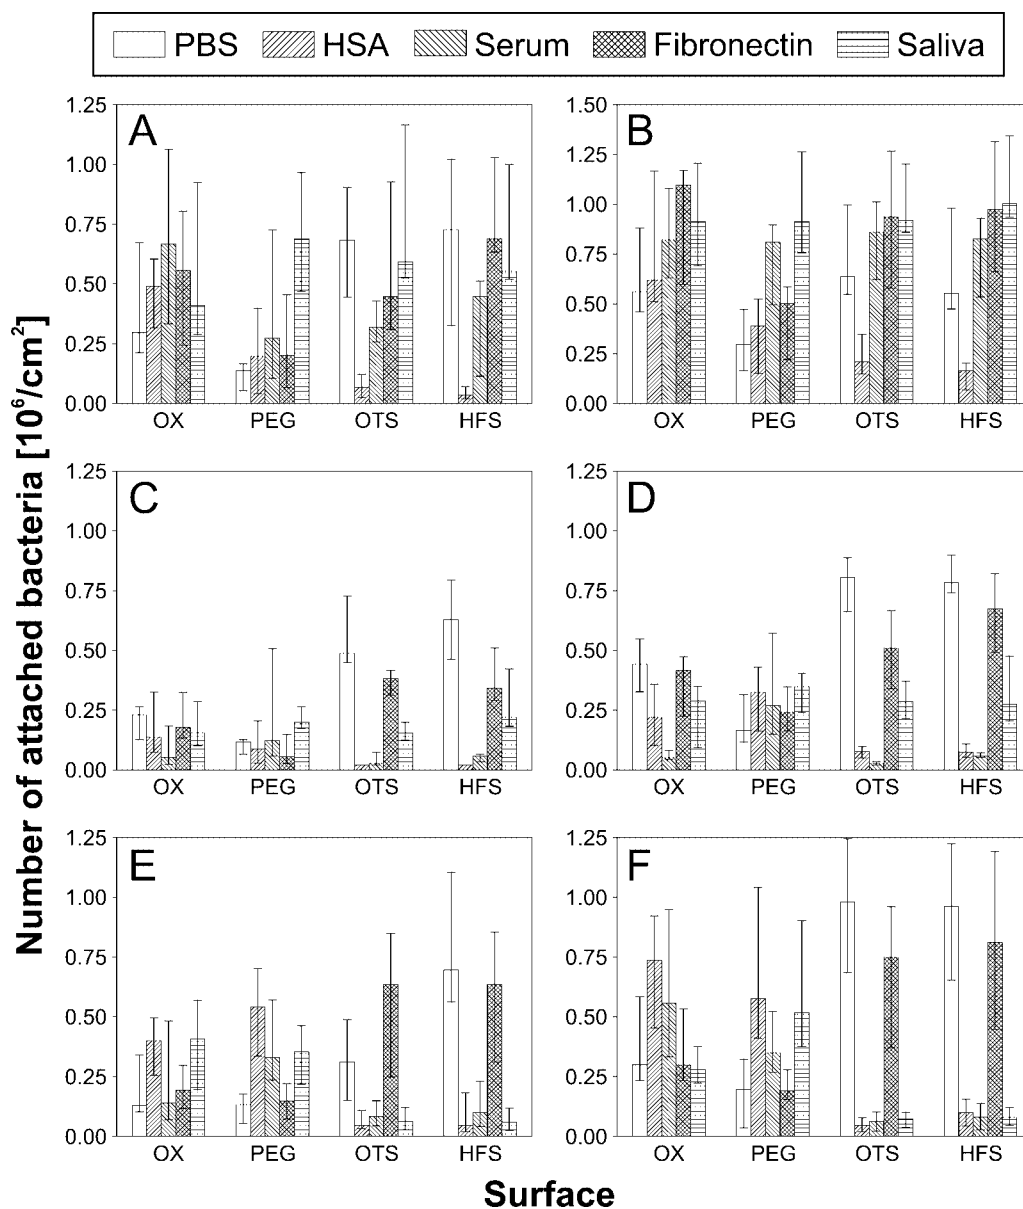 PBS HSA Serum Fibronectin Saliva
Number of attached bacteria [10⁶/cm²]
A
1.25
1.00
0.75
0.50
0.25
0.00
OX PEG OTS HFS
B
1.50
1.25
1.00
0.75
0.50
0.25
0.00
OX PEG OTS HFS
C
1.25
1.00
0.75
0.50
0.25
0.00
OX PEG OTS HFS
D
1.25
1.00
0.75
0.50
0.25
0.00
OX PEG OTS HFS
E
1.25
1.00
0.75
0.50
0.25
0.00
OX PEG OTS HFS
F
1.25
1.00
0.75
0.50
0.25
0.00
OX PEG OTS HFS
Surface